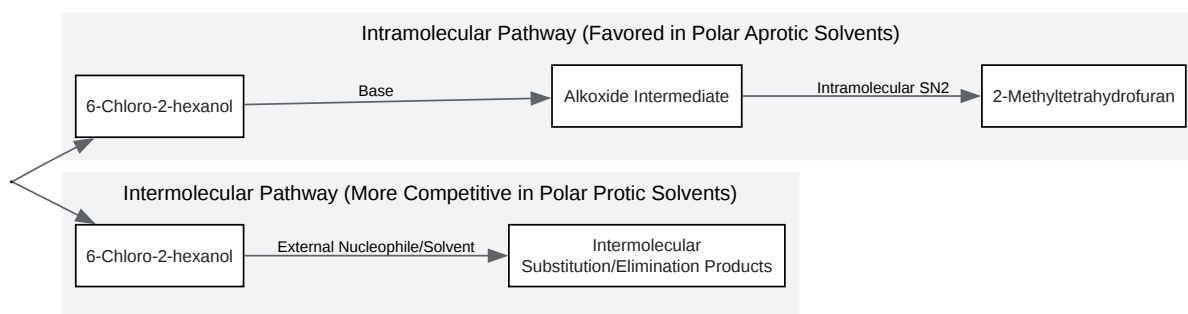 Intramolecular Pathway (Favored in Polar Aprotic Solvents)
6-Chloro-2-hexanol
Base
Alkoxide Intermediate
Intramolecular SN2
2-Methyltetrahydrofuran
Intermolecular Pathway (More Competitive in Polar Protic Solvents)
6-Chloro-2-hexanol
External Nucleophile/Solvent
Intermolecular
Substitution/Elimination Products